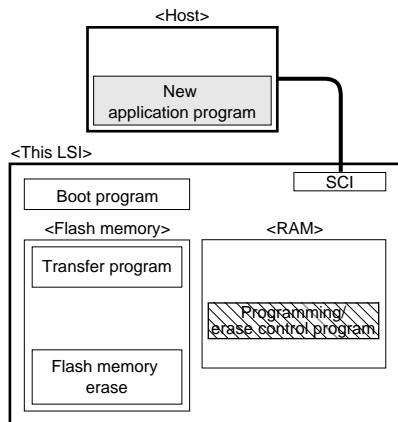 <Host>
New
application program
<This LSI>
SCI
Boot program
<Flash memory>
<RAM>
Transfer program
Programming/
erase control program
Flash memory
erase